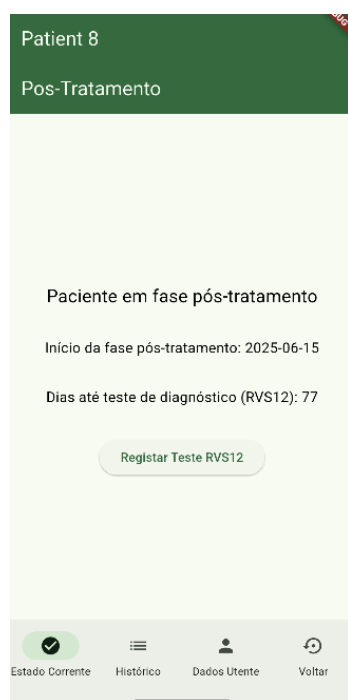 Patient 8
Pos-Tratamento
Paciente em fase pós-tratamento
Início da fase pós-tratamento: 2025-06-15
Dias até teste de diagnóstico (RVS12): 77
Registar Teste RVS12
Estado Corrente
Histórico
Dados Utente
Voltar